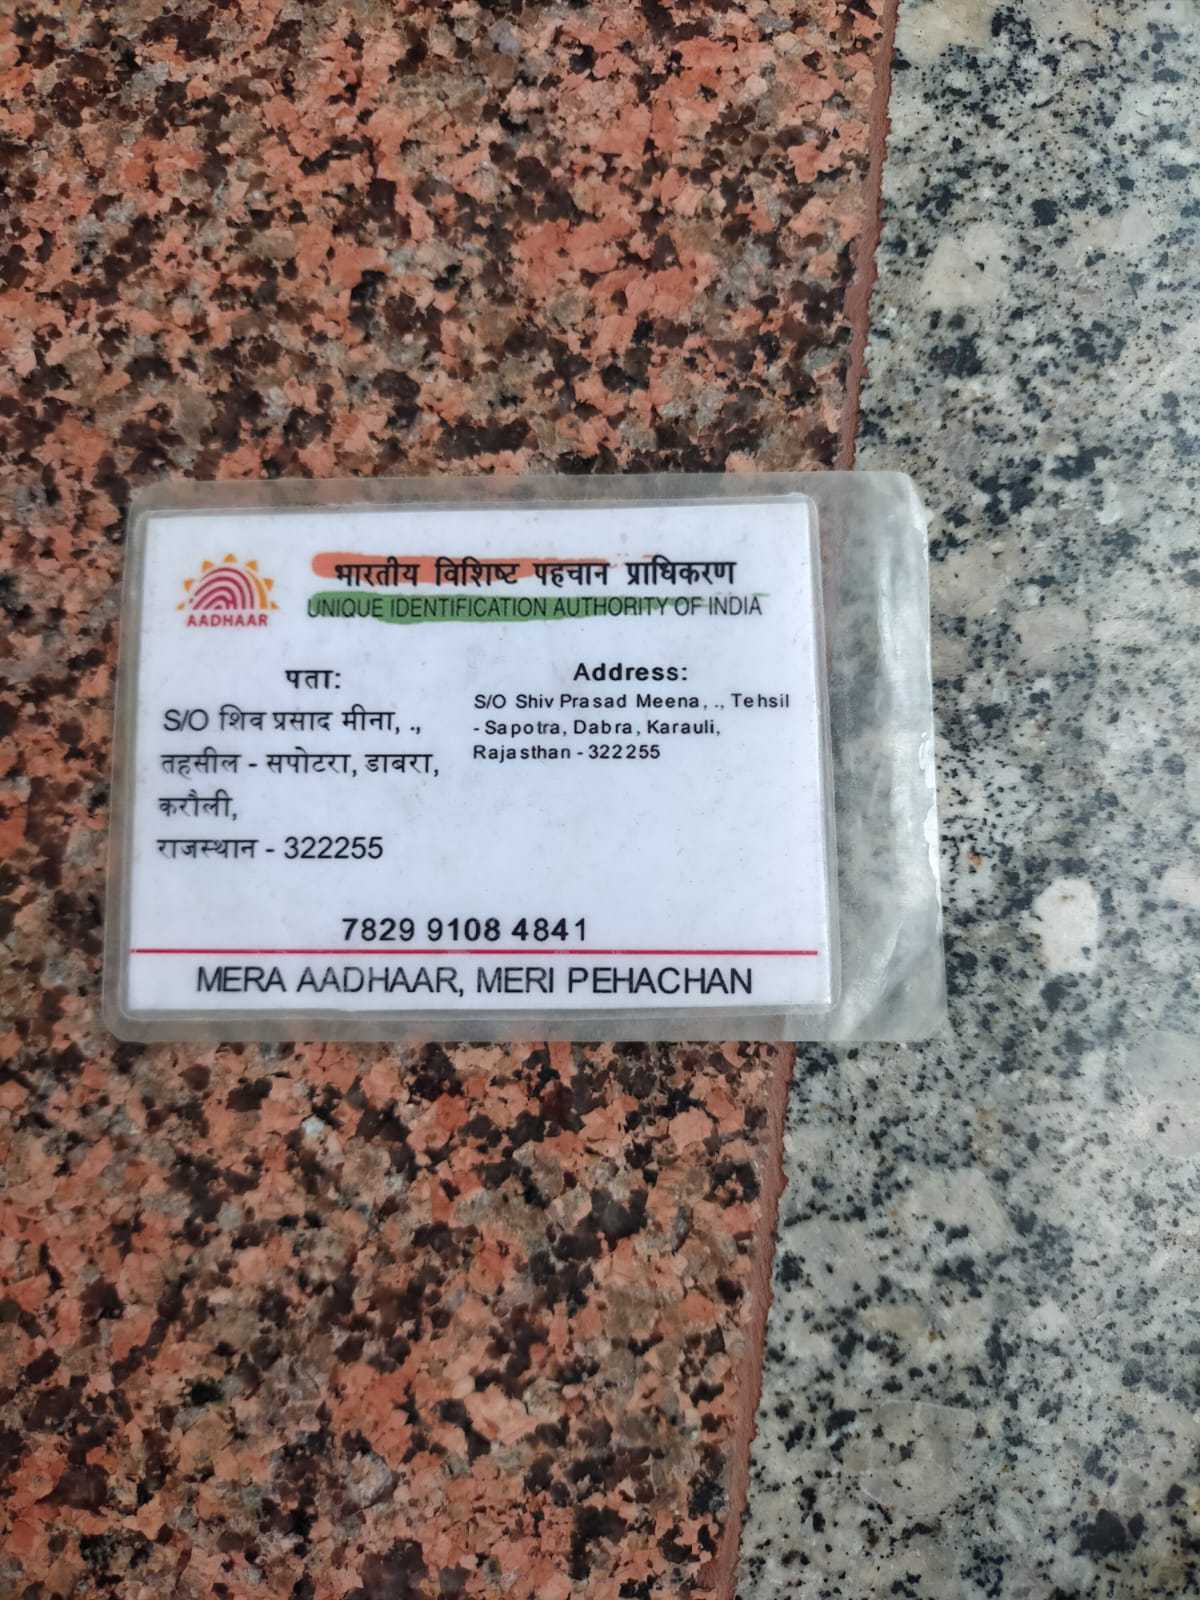 AADHAAR
भारतीय विशिष्ट पहचान प्राधिकरण
UNIQUE IDENTIFICATION AUTHORITY OF INDIA
पता:
S/O शिव प्रसाद मीना, .,
तहसील - सपोटरा, डाबरा,
करौली,
राजस्थान - 322255
Address:
S/O Shiv Prasad Meena, ., Tehsil
- Sapotra, Dabra, Karauli,
Rajasthan - 322255
7829 9108 4841
MERA AADHAAR, MERI PEHACHAN